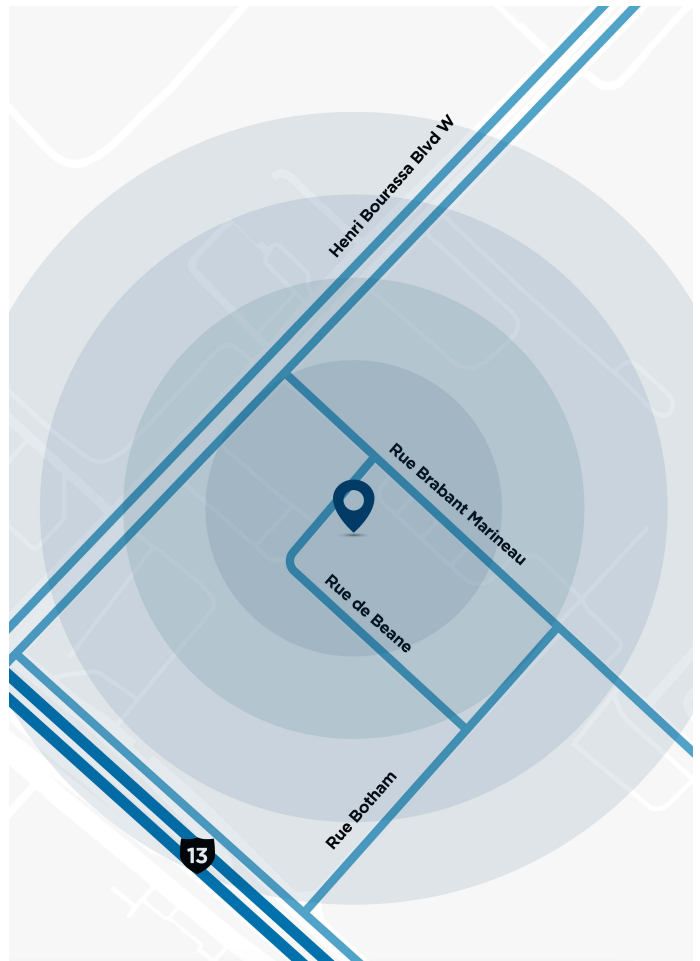 Henri Bourassa Blvd W
Rue Brabant Marineau
Rue de Beane
Rue Botham
13